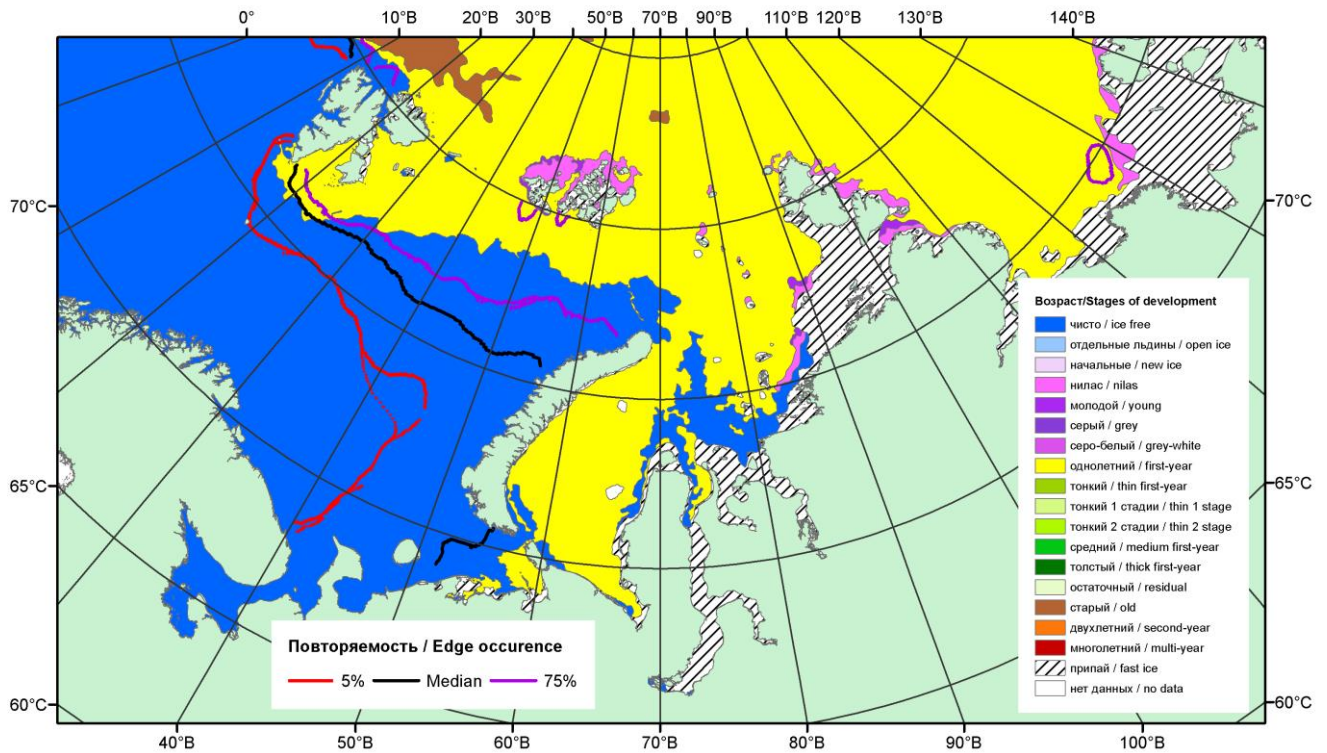 0° 10°В 20°В 30°В 50°В 70°В 90°В 110°В 120°В 130°В 140°В
70°С 70°С
65°С 65°С
60°С 60°С
Возраст/Stages of development
чисто / ice free
отдельные льдины / open ice
начальные / new ice
нилас / nilas
молодой / young
серый / grey
серо-белый / grey-white
однолетний / first-year
тонкий / thin first-year
тонкий 1 стадии / thin 1 stage
тонкий 2 стадии / thin 2 stage
средний / medium first-year
толстый / thick first-year
остаточный / residual
старый / old
двухлетний / second-year
многолетний / multi-year
припай / fast ice
нет данных / no data
Повторяемость / Edge occurence
5% Median 75%
40°В 50°В 60°В 70°В 80°В 90°В 100°В